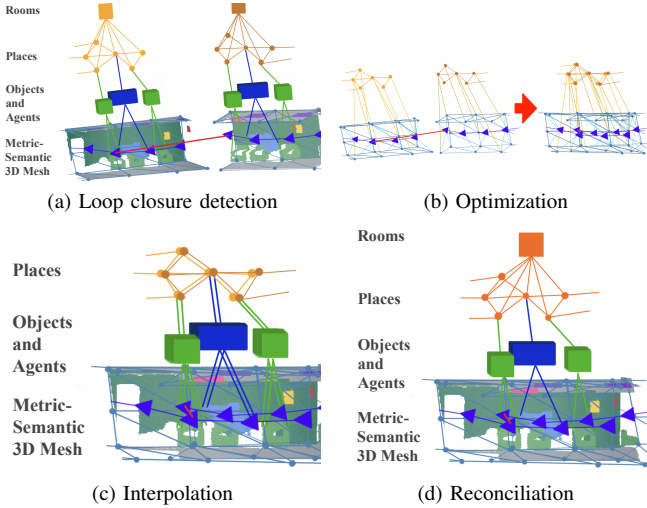 Rooms
Places
Objects
and
Agents
Metric-
Semantic
3D Mesh
(a) Loop closure detection
(b) Optimization
Places
Objects
and
Agents
Metric-
Semantic
3D Mesh
(c) Interpolation
Rooms
Places
Objects
and
Agents
Metric-
Semantic
3D Mesh
(d) Reconciliation